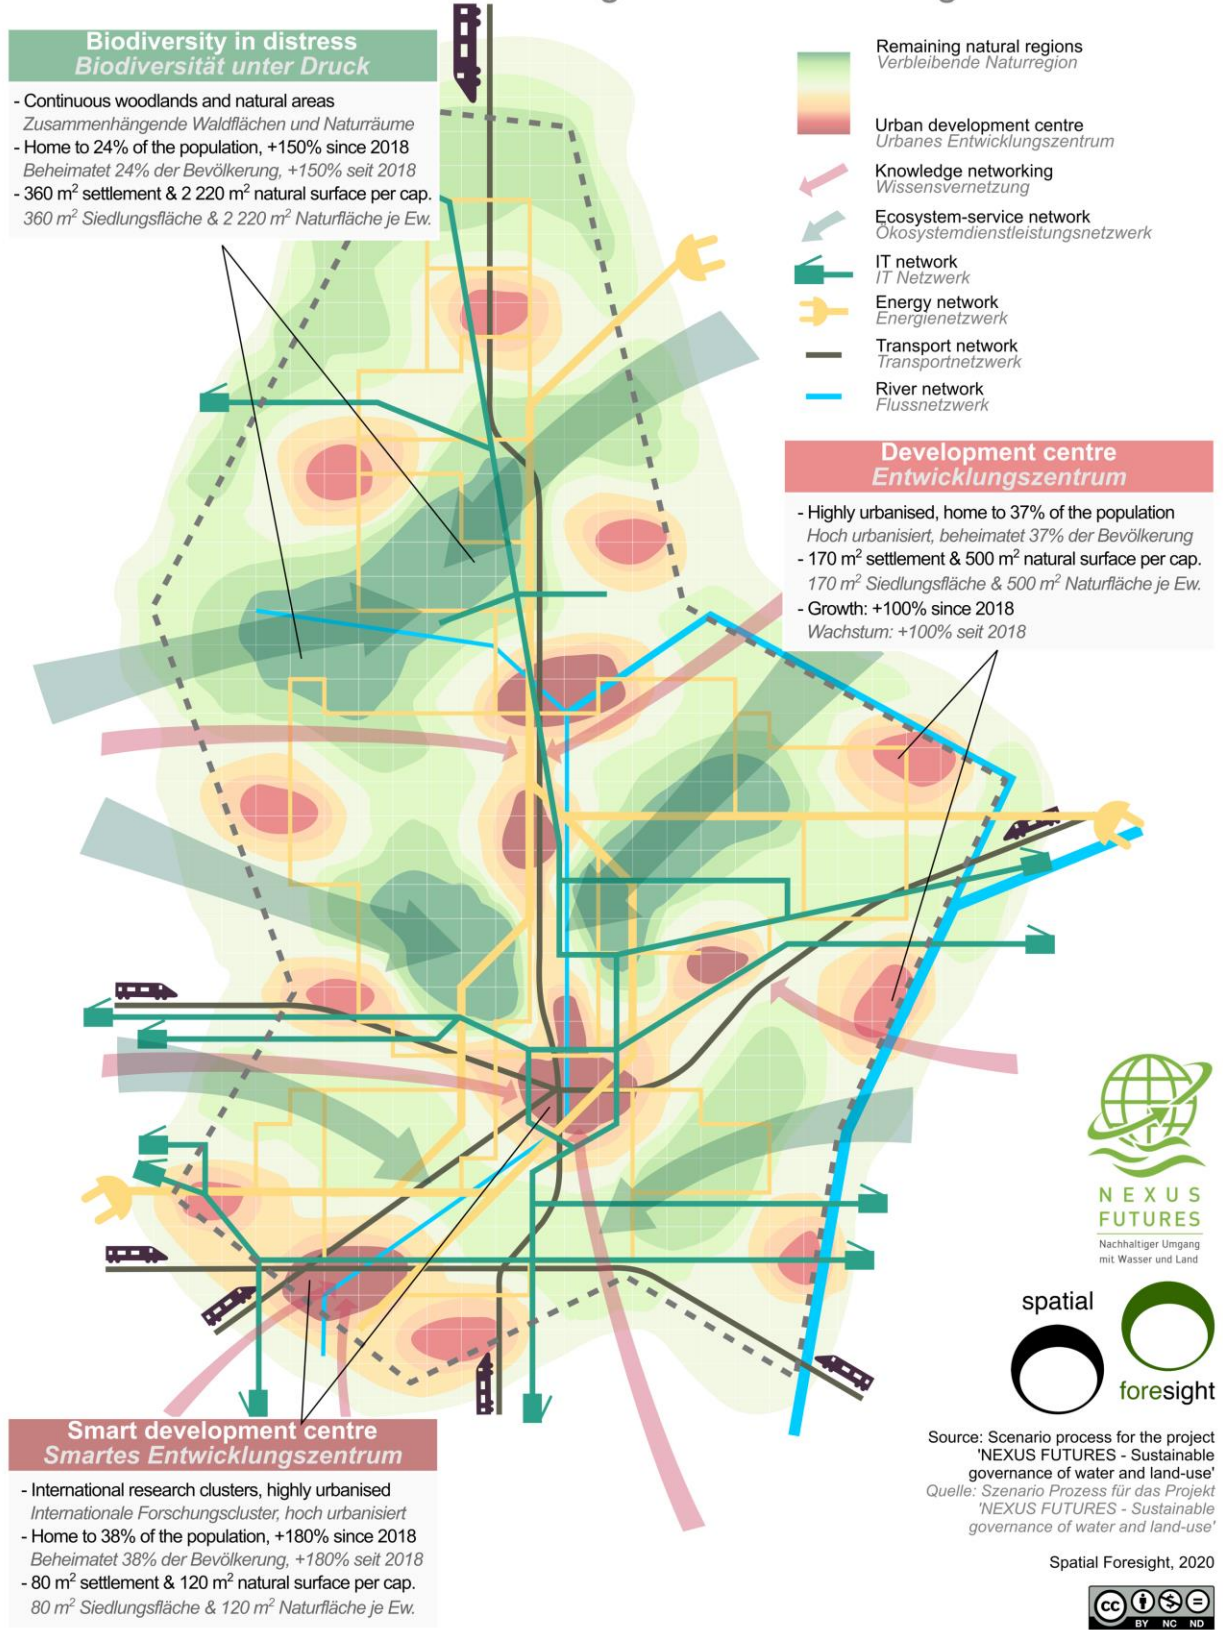 Biodiversity in distress
Biodiversität unter Druck
- Continuous woodlands and natural areas
Zusammenhängende Waldflächen und Naturräume
- Home to 24% of the population, +150% since 2018
Beheimatet 24% der Bevölkerung, +150% seit 2018
- 360 m² settlement & 2 220 m² natural surface per cap.
360 m² Siedlungsfläche & 2 220 m² Naturfläche je Ew.
Remaining natural regions
Verbleibende Naturregion
Urban development centre
Urbanes Entwicklungszentrum
Knowledge networking
Wissensvernetzung
Ecosystem-service network
Ökosystemdienstleistungsnetzwerk
IT network
IT Netzwerk
Energy network
Energienetzwerk
Transport network
Transportnetzwerk
River network
Flussnetzwerk
Development centre
Entwicklungszentrum
- Highly urbanised, home to 37% of the population
Hoch urbanisiert, beheimatet 37% der Bevölkerung
- 170 m² settlement & 500 m² natural surface per cap.
170 m² Siedlungsfläche & 500 m² Naturfläche je Ew.
- Growth: +100% since 2018
Wachstum: +100% seit 2018
Smart development centre
Smartes Entwicklungszentrum
- International research clusters, highly urbanised
Internationale Forschungscluster, hoch urbanisiert
- Home to 38% of the population, +180% since 2018
Beheimatet 38% der Bevölkerung, +180% seit 2018
- 80 m² settlement & 120 m² natural surface per cap.
80 m² Siedlungsfläche & 120 m² Naturfläche je Ew.
NEXUS
FUTURES
Nachhaltiger Umgang
mit Wasser und Land
spatial
foresight
Source: Scenario process for the project
'NEXUS FUTURES - Sustainable
governance of water and land-use'
Quelle: Szenario Prozess für das Projekt
'NEXUS FUTURES - Sustainable
governance of water and land-use'
Spatial Foresight, 2020
cc
BY NC ND